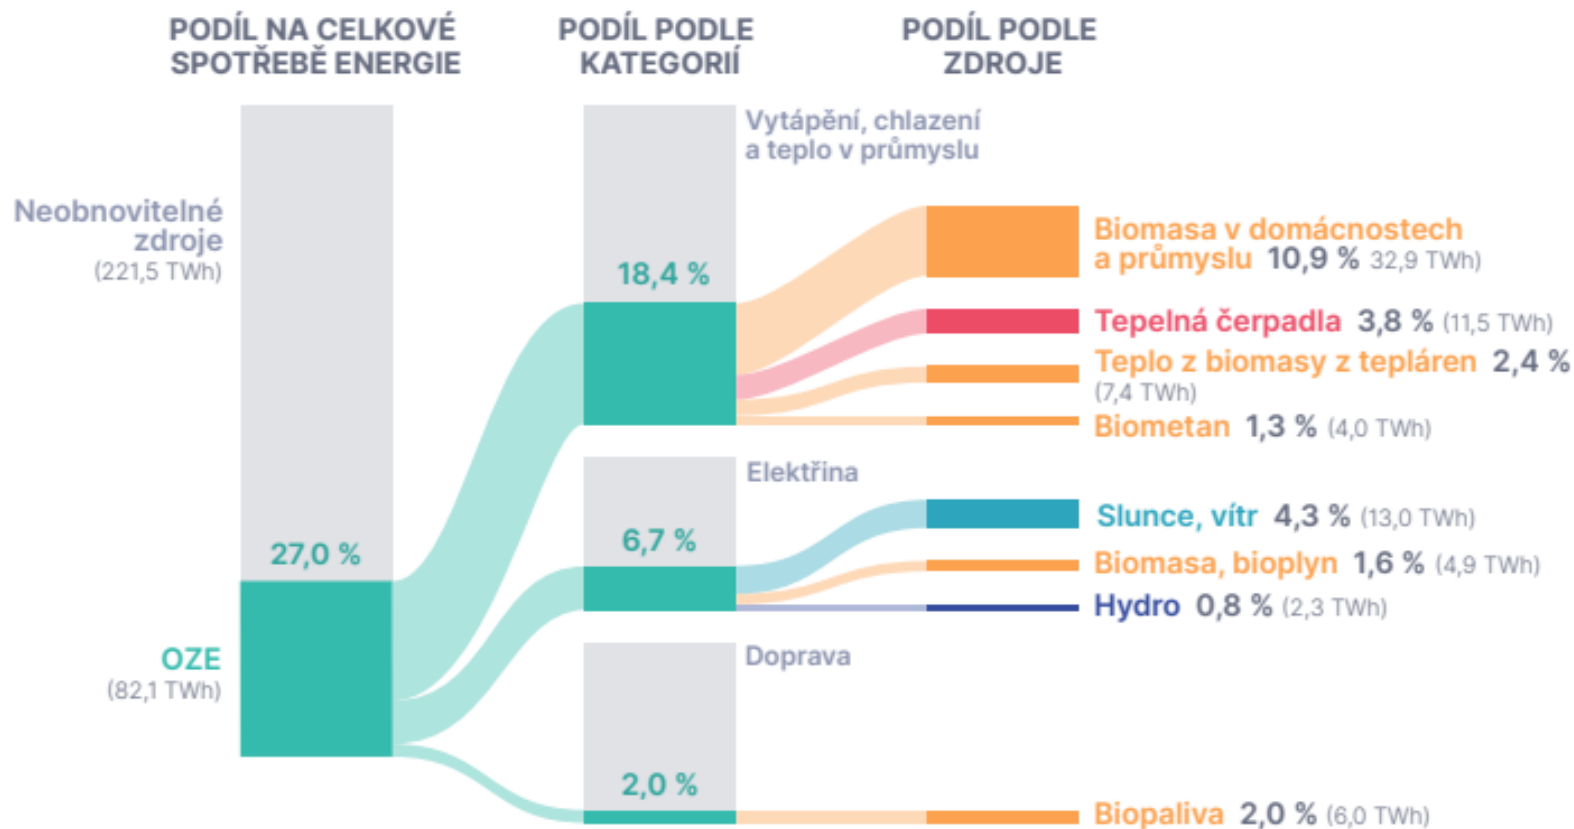 PODÍL NA CELKOVÉ
SPOTŘEBĚ ENERGIE
PODÍL PODLE
KATEGORIÍ
PODÍL PODLE
ZDROJE
Neobnovitelné
zdroje
(221,5 TWh)
27,0 %
OZE
(82,1 TWh)
Vytápění, chlazení
a teplo v průmyslu
18,4 %
Biomasa v domácnostech
a průmyslu 10,9 % 32,9 TWh)
Tepelná čerpadla 3,8 % (11,5 TWh)
Teplo z biomasy z tepláren 2,4 %
(7,4 TWh)
Biometan 1,3 % (4,0 TWh)
Elektřina
6,7 %
Slunce, vítr 4,3 % (13,0 TWh)
Biomasa, bioplyn 1,6 % (4,9 TWh)
Hydro 0,8 % (2,3 TWh)
Doprava
2,0 %
Biopaliva 2,0 % (6,0 TWh)